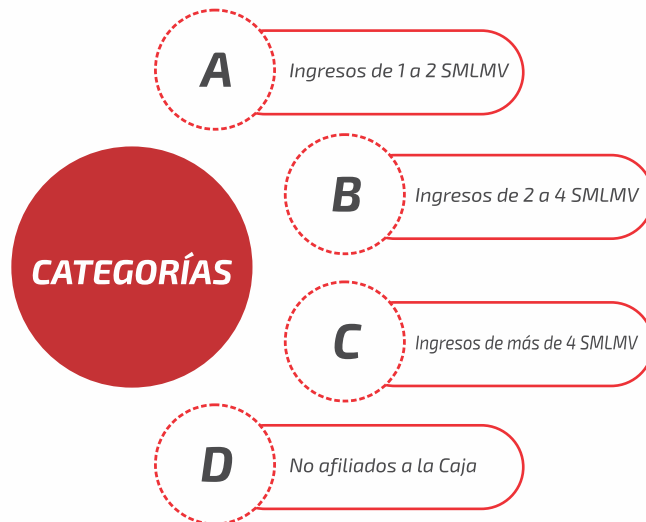 A
Ingresos de 1 a 2 SMLMV
B
Ingresos de 2 a 4 SMLMV
CATEGORÍAS
C
Ingresos de más de 4 SMLMV
D
No afiliados a la Caja